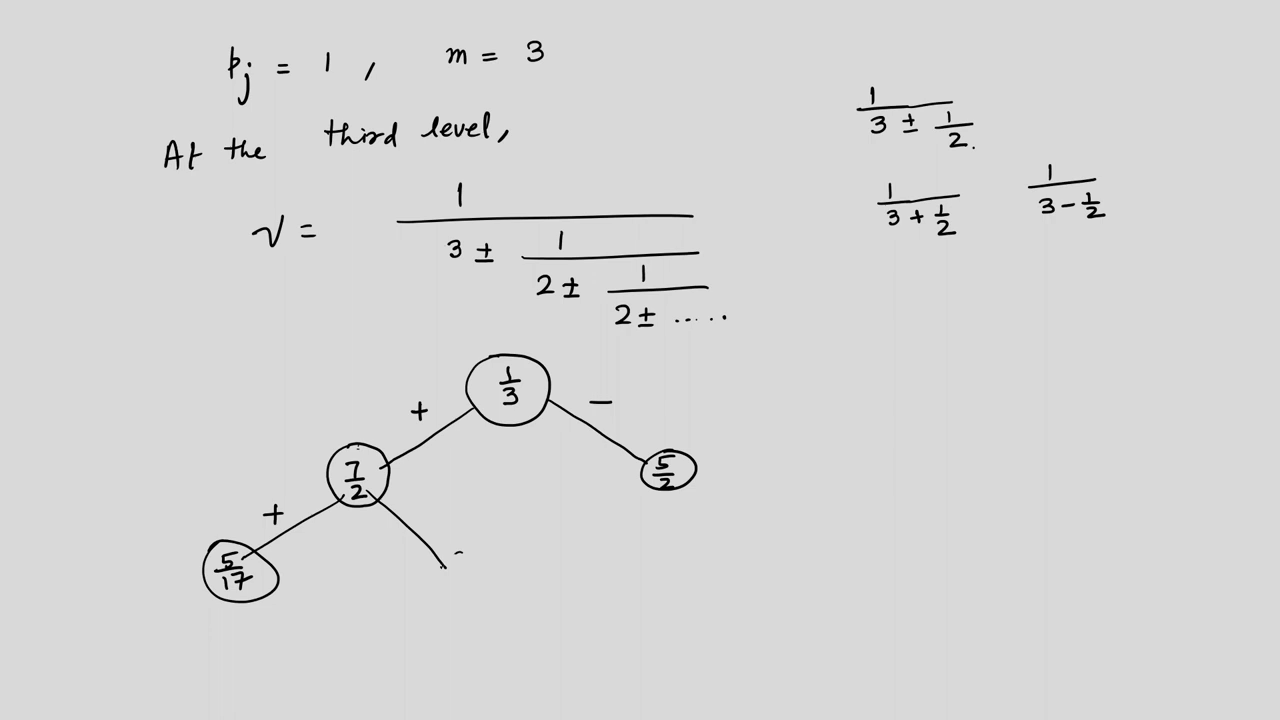 p_j = 1 , m = 3
At the third level,
ν = 1/(3 ± 1/(2 ± 1/(2 ± .....)))
1/(3 ± 1/2).
1/(3 + 1/2) 1/(3 - 1/2)
1/3
+ −
7/2 5/2
+
5/17